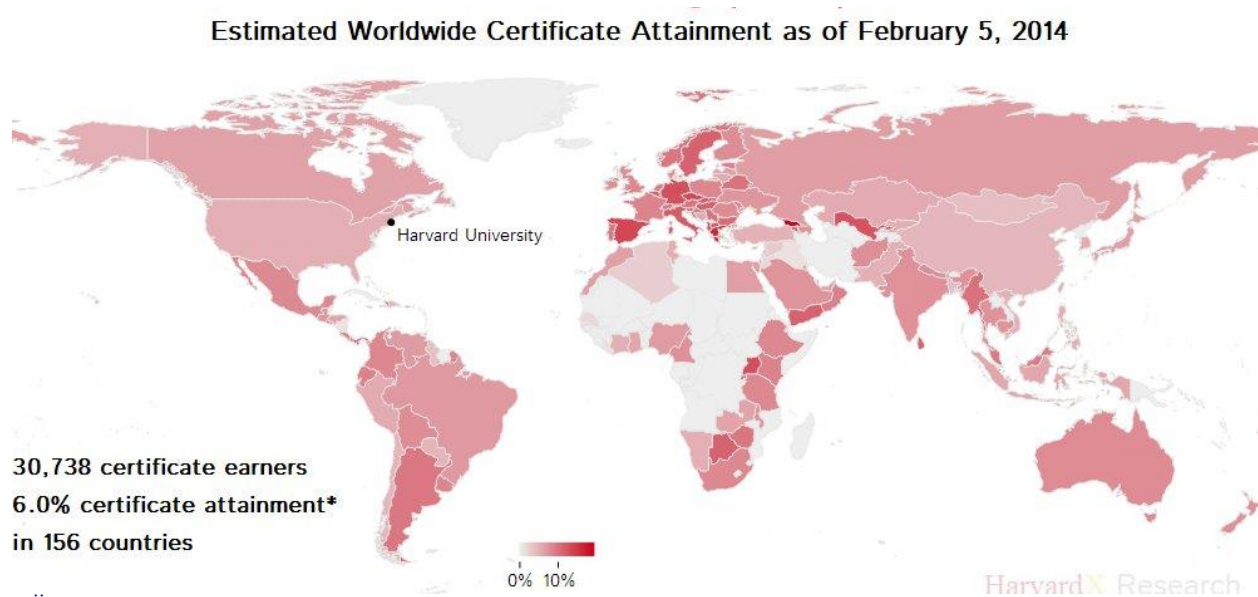 Estimated Worldwide Certificate Attainment as of February 5, 2014
Harvard University
30,738 certificate earners
6.0% certificate attainment*
in 156 countries
0% 10%
HarvardX Research